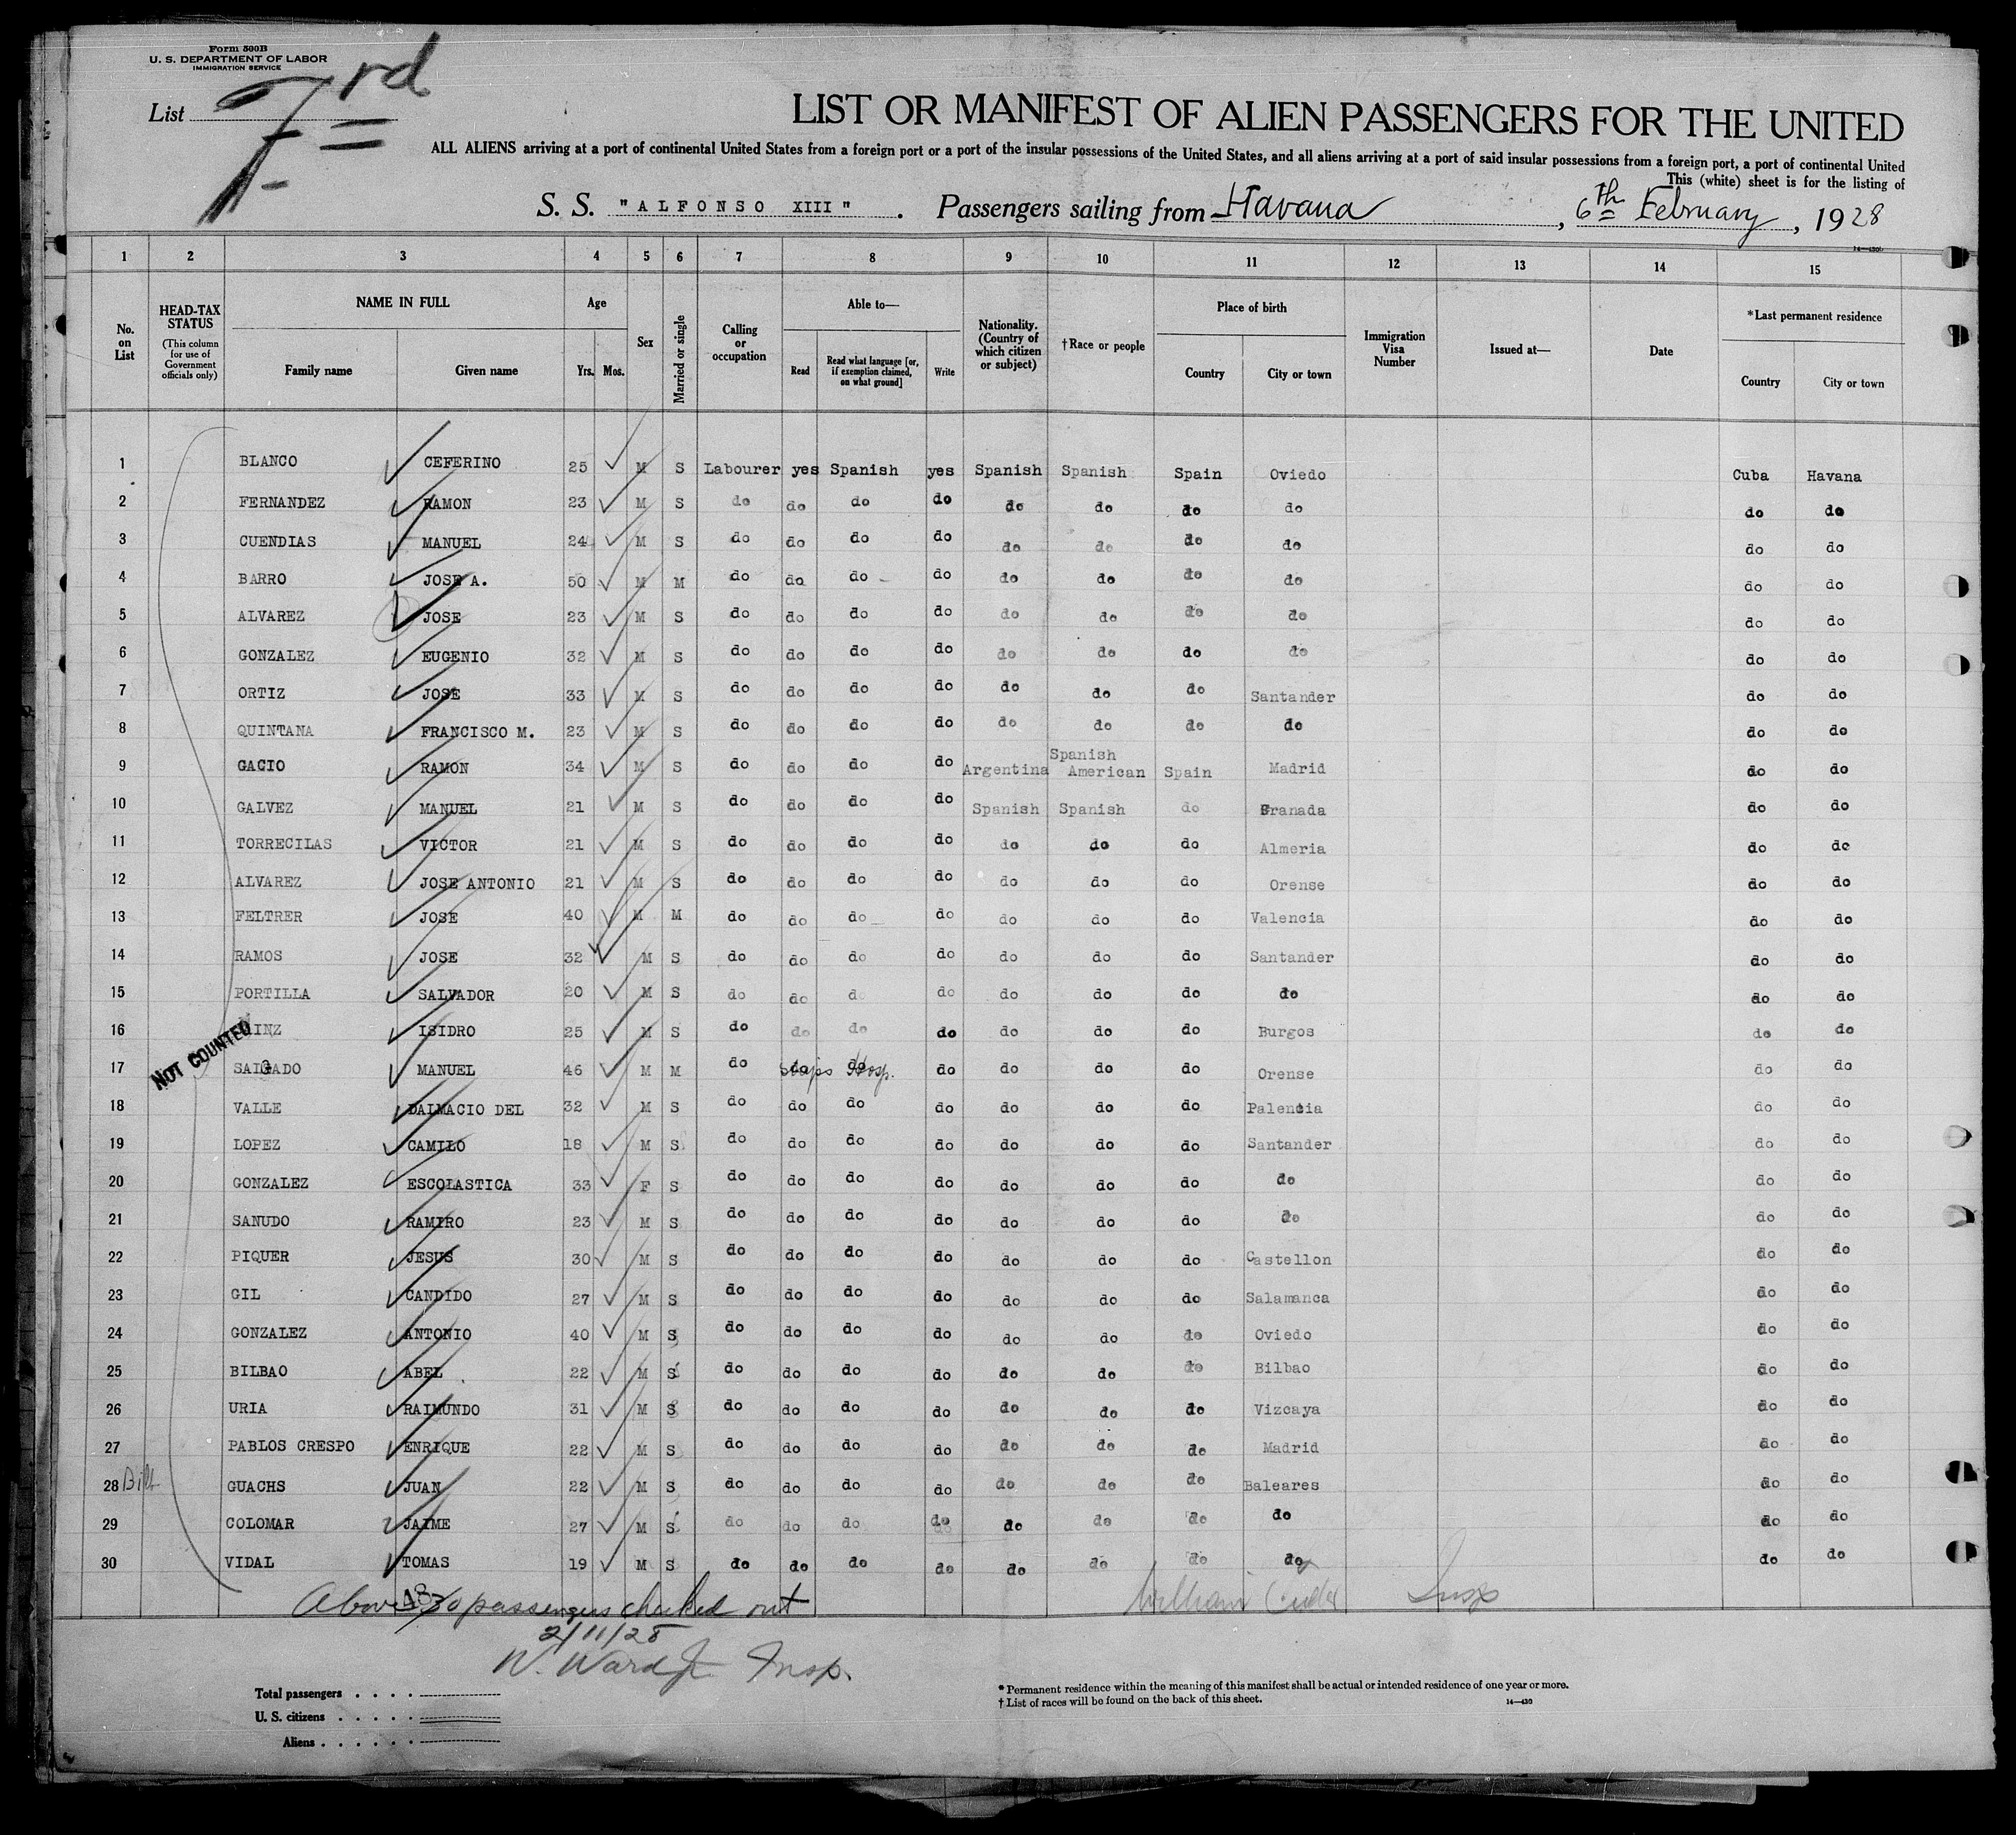 Form 500B
U. S. DEPARTMENT OF LABOR
IMMIGRATION SERVICE
List
rd
LIST OR MANIFEST OF ALIEN PASSENGERS FOR THE UNITED
ALL ALIENS arriving at a port of continental United States from a foreign port or a port of the insular possessions of the United States, and all aliens arriving at a port of said insular possessions from a foreign port, a port of continental United
This (white) sheet is for the listing of
S. S. "ALFONSO XIII". Passengers sailing from Havana, 6th February, 1928
1 2 3 4 5 6 7 8 9 10 11 12 13 14 15
No. on List
HEAD-TAX STATUS (This column for use of Government officials only)
NAME IN FULL Family name Given name
Age Yrs. Mos.
Sex
Married or single
Calling or occupation
Able to— Read Read what language [or, if exemption claimed, on what ground] Write
Nationality. (Country of which citizen or subject)
†Race or people
Place of birth Country City or town
Immigration Visa Number
Issued at—
Date
*Last permanent residence Country City or town
1 BLANCO CEFERINO 25 M S Labourer yes Spanish yes Spanish Spanish Spain Oviedo Cuba Havana
2 FERNANDEZ RAMON 23 M S do do do do do do do do do do
3 CUENDIAS MANUEL 24 M S do do do do do do do do do do
4 BARRO JOSE A. 50 M M do do do do do do do do do do
5 ALVAREZ JOSE 23 M S do do do do do do do do do do
6 GONZALEZ EUGENIO 32 M S do do do do do do do do do do
7 ORTIZ JOSE 33 M S do do do do do do do Santander do do
8 QUINTANA FRANCISCO M. 23 M S do do do do do do do do do do
9 GACIO RAMON 34 M S do do do do Argentina Spanish American Spain Madrid do do
10 GALVEZ MANUEL 21 M S do do do do Spanish Spanish do Granada do do
11 TORRECILAS VICTOR 21 M S do do do do do do do Almeria do do
12 ALVAREZ JOSE ANTONIO 21 M S do do do do do do do Orense do do
13 FELTRER JOSE 40 M M do do do do do do do Valencia do do
14 RAMOS JOSE 32 M S do do do do do do do Santander do do
15 PORTILLA SALVADOR 20 M S do do do do do do do do do do
16 ISIDRO 25 M S do do do do do do do Burgos do do
NOT COUNTED
17 SALGADO MANUEL 46 M M do do do Hosp. do do do do Orense do do
18 VALLE DALMACIO DEL 32 M S do do do do do do do Palencia do do
19 LOPEZ CAMILO 18 M S do do do do do do do Santander do do
20 GONZALEZ ESCOLASTICA 33 F S do do do do do do do do do do
21 SANUDO RAMIRO 23 M S do do do do do do do do do do
22 PIQUER JESUS 30 M S do do do do do do do Castellon do do
23 GIL CANDIDO 27 M S do do do do do do do Salamanca do do
24 GONZALEZ ANTONIO 40 M S do do do do do do do Oviedo do do
25 BILBAO ABEL 22 M S do do do do do do do Bilbao do do
26 URIA RAIMUNDO 31 M S do do do do do do do Vizcaya do do
27 PABLOS CRESPO ENRIQUE 22 M S do do do do do do do Madrid do do
28 GUACHS JUAN 22 M S do do do do do do do Baleares do do
29 COLOMAR JAIME 27 M S do do do do do do do do do do
30 VIDAL TOMAS 19 M S do do do do do do do do do do
Above 30 passengers checked out
William Insp
2/11/28
W. Ward Jr. Insp.
Total passengers . . . .
U. S. citizens . . . . .
Aliens . . . . . .
* Permanent residence within the meaning of this manifest shall be actual or intended residence of one year or more.
† List of races will be found on the back of this sheet. 14—430